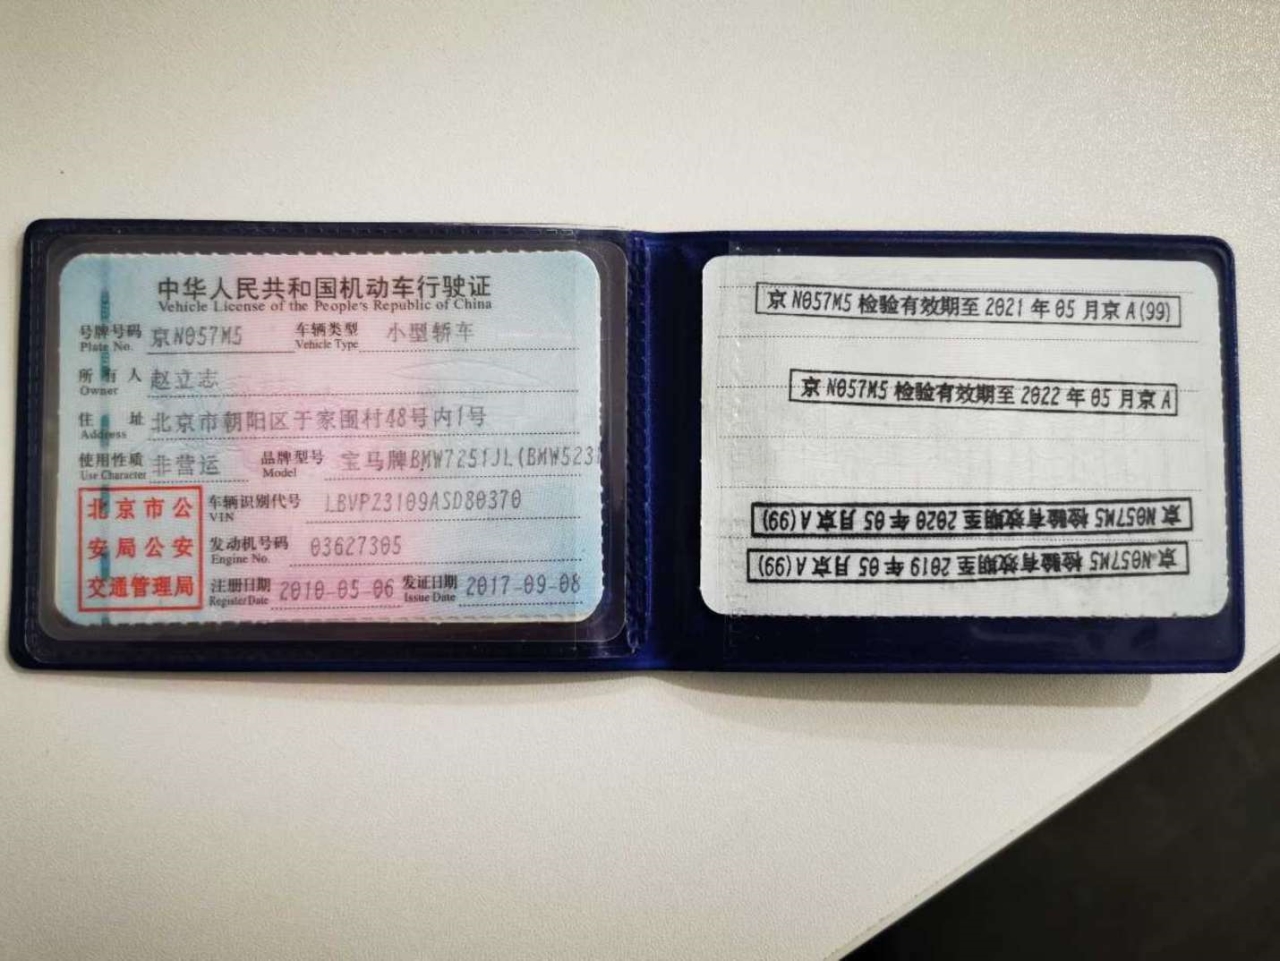 中华人民共和国机动车行驶证
Vehicle License of the People's Republic of China
号牌号码 京N057M5 车辆类型 小型轿车
Plate No. Vehicle Type
所有人 赵立志
Owner
住址 北京市朝阳区于家围村48号内1号
Address
使用性质 非营运 品牌型号 宝马牌BMW7251JL(BMW523
Use Character Model
北京市公
安局公安
交通管理局
车辆识别代号 LBVPZ3109ASD80370
VIN
发动机号码 03627305
Engine No.
注册日期 2010-05-06 发证日期 2017-09-08
Register Date Issue Date
京N057M5 检验有效期至 2021 年 05 月京 A(99)
京N057M5 检验有效期至 2022 年 05 月京 A
京N057M5 检验有效期至 2020 年 05 月京 A(99)
京N057M5 检验有效期至 2019 年 05 月京 A(99)